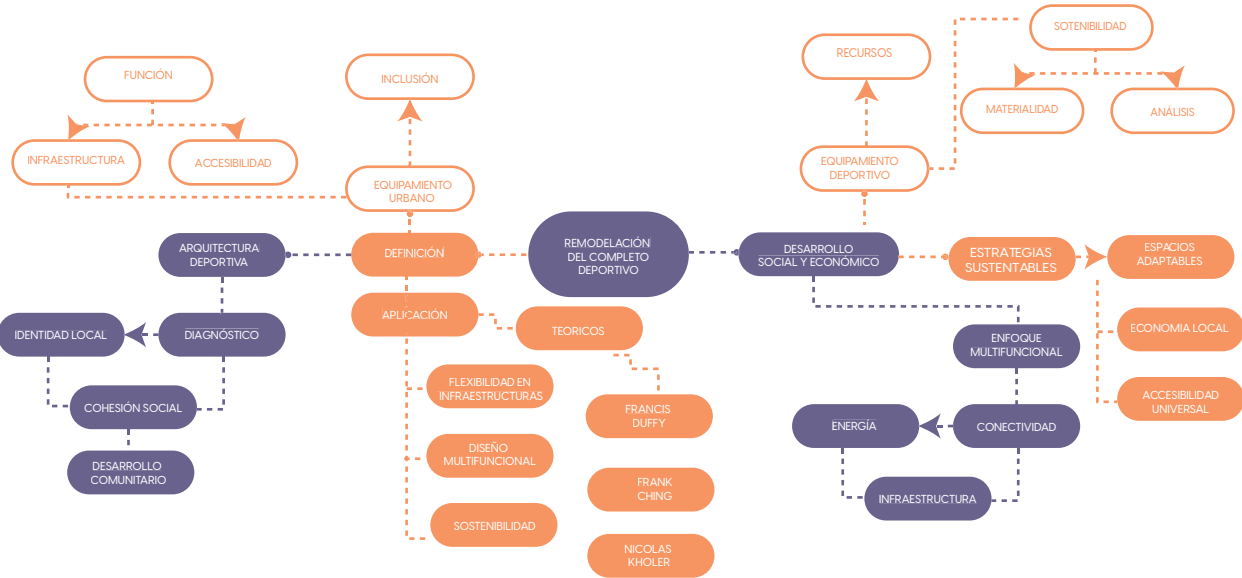 SOTENIBILIDAD
RECURSOS
FUNCIÓN
INCLUSIÓN
MATERIALIDAD
ANÁLISIS
INFRAESTRUCTURA
ACCESIBILIDAD
EQUIPAMIENTO
DEPORTIVO
EQUIPAMIENTO
URBANO
ARQUITECTURA
DEPORTIVA
DEFINICIÓN
REMODELACIÓN
DEL COMPLETO
DEPORTIVO
DESARROLLO
SOCIAL Y ECONÓMICO
ESTRATEGIAS
SUSTENTABLES
ESPACIOS
ADAPTABLES
IDENTIDAD LOCAL
DIAGNÓSTICO
APLICACIÓN
TEORICOS
ENFOQUE
MULTIFUNCIONAL
ECONOMIA LOCAL
COHESIÓN SOCIAL
FLEXIBILIDAD EN
INFRAESTRUCTURAS
FRANCIS
DUFFY
ENERGÍA
CONECTIVIDAD
ACCESIBILIDAD
UNIVERSAL
DESARROLLO
COMUNITARIO
DISEÑO
MULTIFUNCIONAL
FRANK
CHING
INFRAESTRUCTURA
SOSTENIBILIDAD
NICOLAS
KHOLER